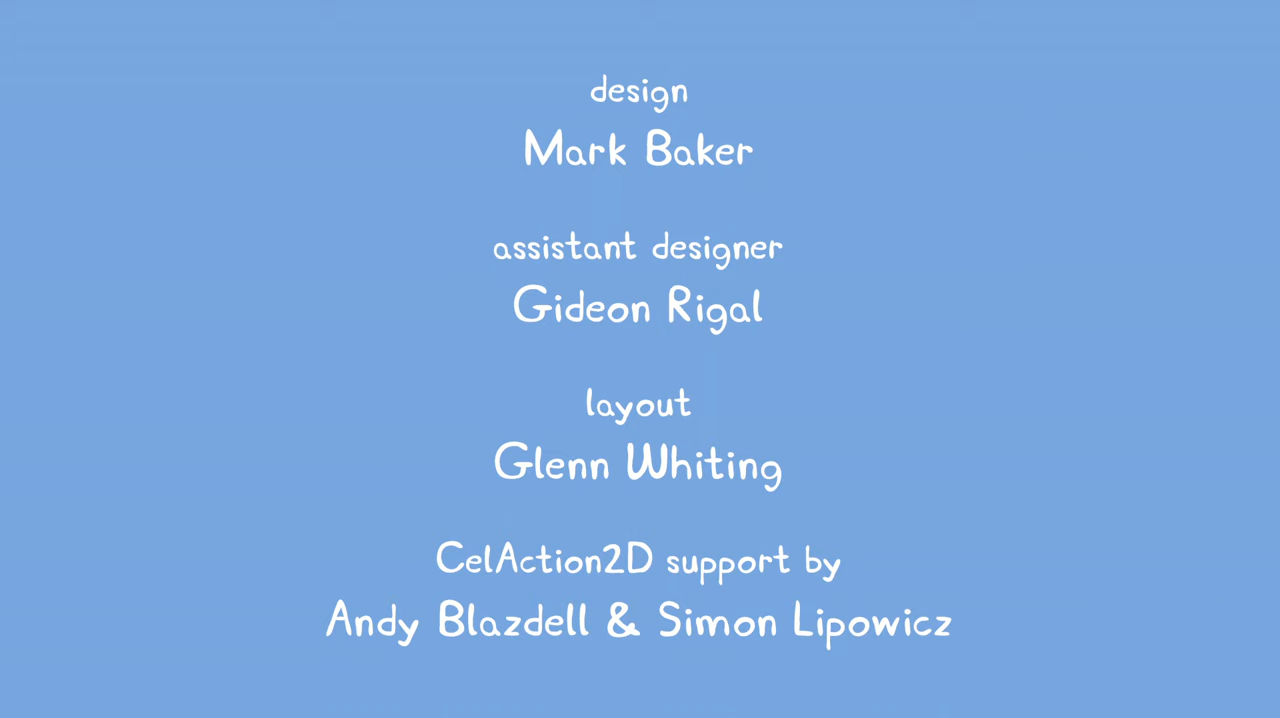 design
Mark Baker
assistant designer
Gideon Rigal
layout
Glenn Whiting
CelAction2D support by
Andy Blazdell & Simon Lipowicz